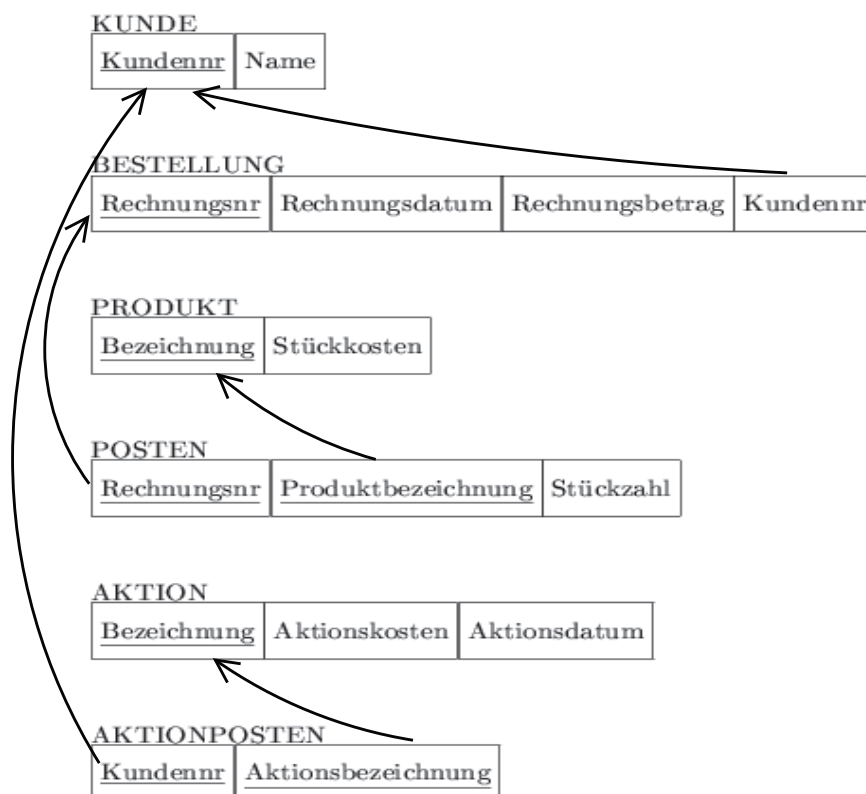 KUNDE
Kundennr Name
BESTELLUNG
Rechnungsnr Rechnungsdatum Rechnungsbetrag Kundennr
PRODUKT
Bezeichnung Stückkosten
POSTEN
Rechnungsnr Produktbezeichnung Stückzahl
AKTION
Bezeichnung Aktionskosten Aktionsdatum
AKTIONPOSTEN
Kundennr Aktionsbezeichnung